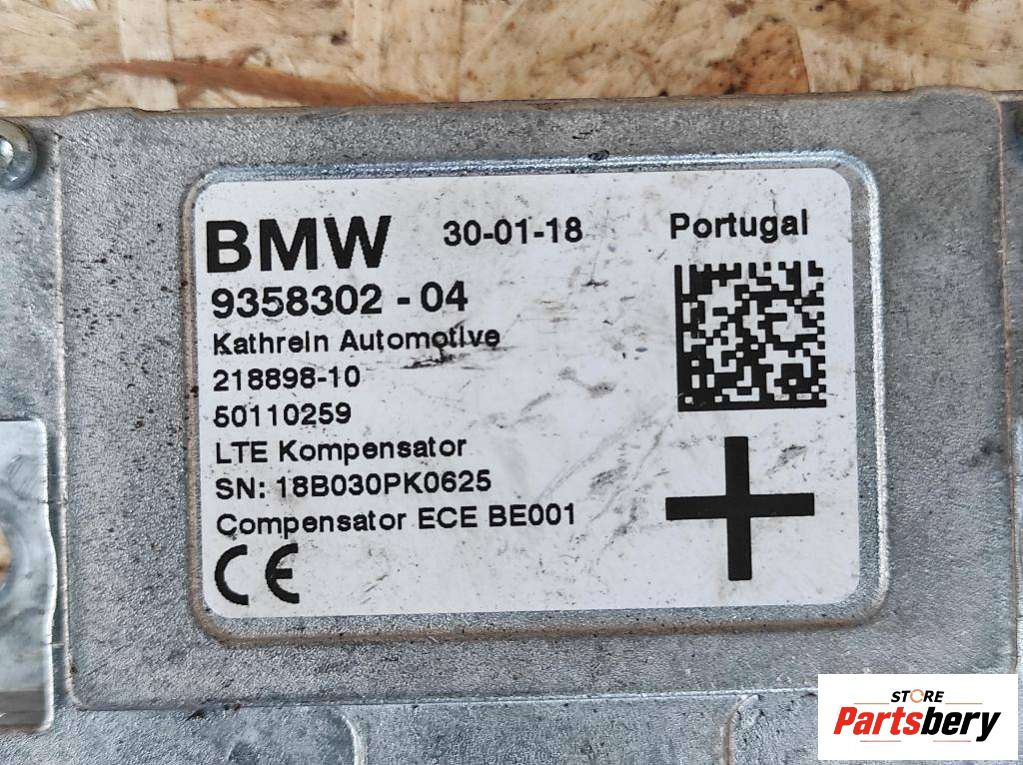 BMW 30-01-18 Portugal
9358302 - 04
Kathrein Automotive
218898-10
50110259
LTE Kompensator
SN: 18B030PK0625
Compensator ECE BE001
CE
STORE
Partsbery